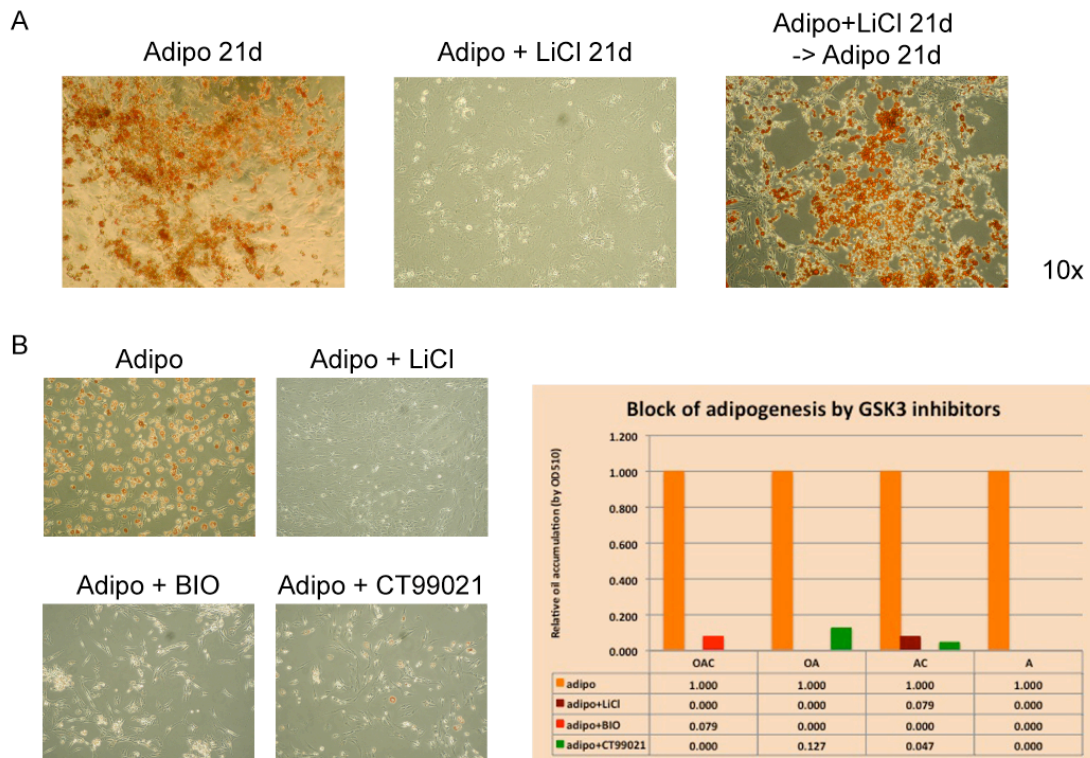 A
Adipo 21d
Adipo + LiCl 21d
Adipo+LiCl 21d
-> Adipo 21d
10x
B
Adipo
Adipo + LiCl
Adipo + BIO
Adipo + CT99021
Block of adipogenesis by GSK3 inhibitors
Relative oil accumulation (by OD510)
1.200
1.000
0.800
0.600
0.400
0.200
0.000
OAC OA AC A
adipo 1.000 1.000 1.000 1.000
adipo+LiCl 0.000 0.000 0.079 0.000
adipo+BIO 0.079 0.000 0.000 0.000
adipo+CT99021 0.000 0.127 0.047 0.000